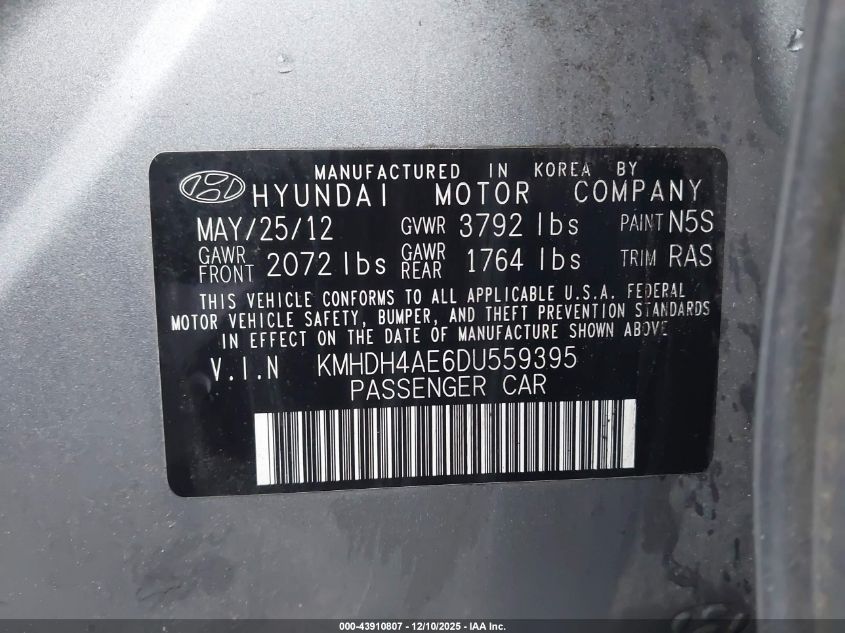 MANUFACTURED IN KOREA BY
HYUNDAI MOTOR COMPANY
MAY/25/12 GVWR 3792 lbs PAINT N5S
GAWR FRONT 2072 lbs GAWR REAR 1764 lbs TRIM RAS
THIS VEHICLE CONFORMS TO ALL APPLICABLE U.S.A. FEDERAL
MOTOR VEHICLE SAFETY, BUMPER, AND THEFT PREVENTION STANDARDS
IN EFFECT ON THE DATE OF MANUFACTURE SHOWN ABOVE
V.I.N KMHDH4AE6DU559395
PASSENGER CAR
000-43910807 - 12/10/2025 - IAA Inc.